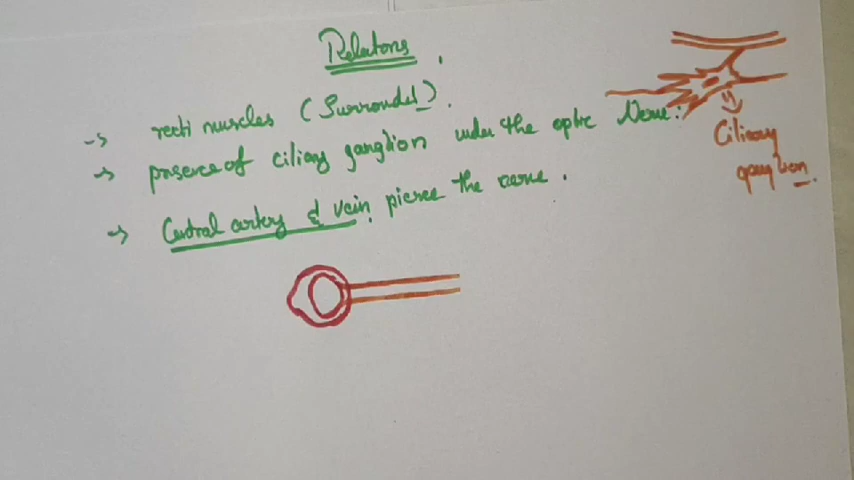 Relations.
-> recti muscles (Surrounded).
-> presence of ciliary ganglion under the optic Nerve.
-> Central artery & vein pierce the nerve.
Ciliary
ganglion.